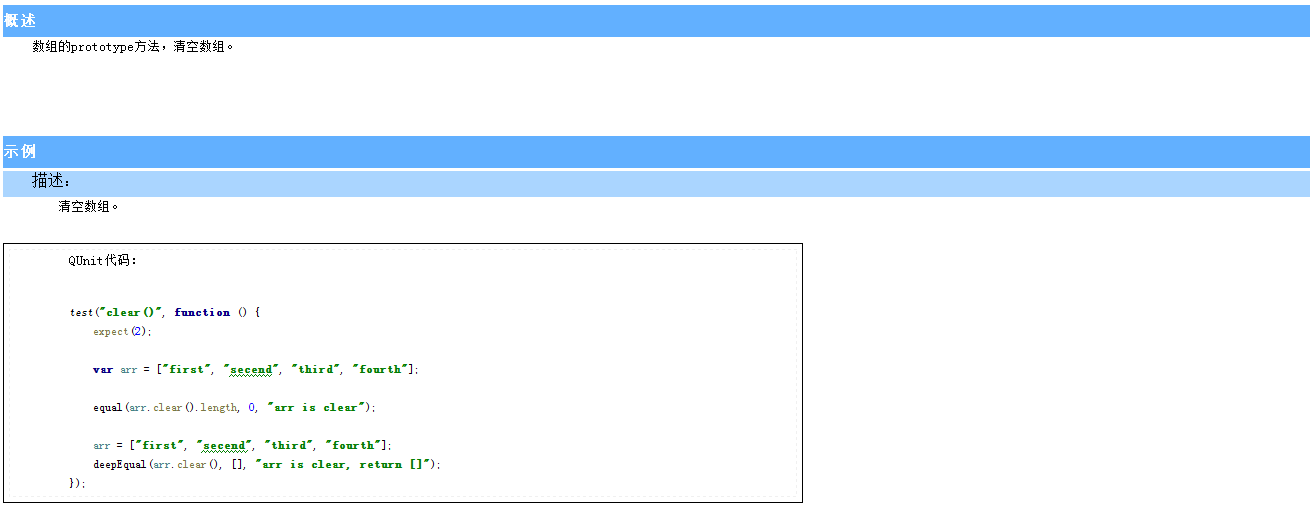 概述
数组的prototype方法，清空数组。
示例
描述：
清空数组。
QUnit代码：
test("clear()", function () {
expect(2);
var arr = ["first", "secend", "third", "fourth"];
equal(arr.clear().length, 0, "arr is clear");
arr = ["first", "secend", "third", "fourth"];
deepEqual(arr.clear(), [], "arr is clear, return []");
});